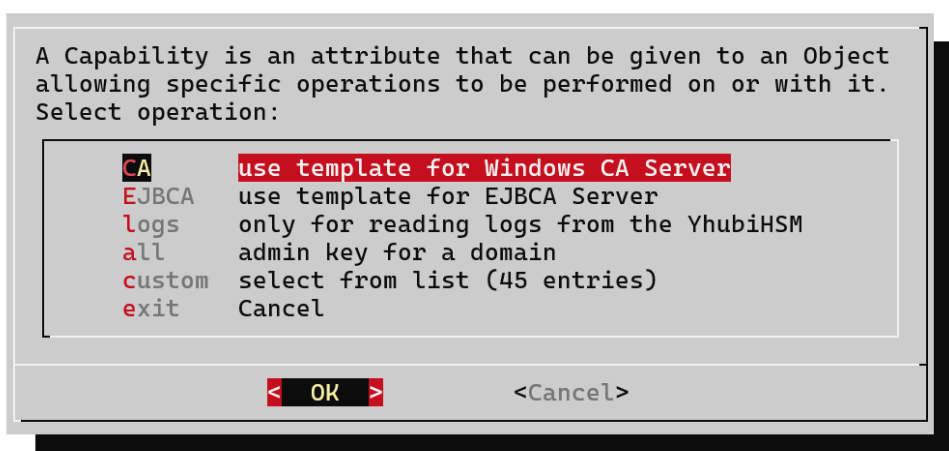 A Capability is an attribute that can be given to an Object
allowing specific operations to be performed on or with it.
Select operation:
CA use template for Windows CA Server
EJBCA use template for EJBCA Server
logs only for reading logs from the YhubiHSM
all admin key for a domain
custom select from list (45 entries)
exit Cancel
< OK > <Cancel>